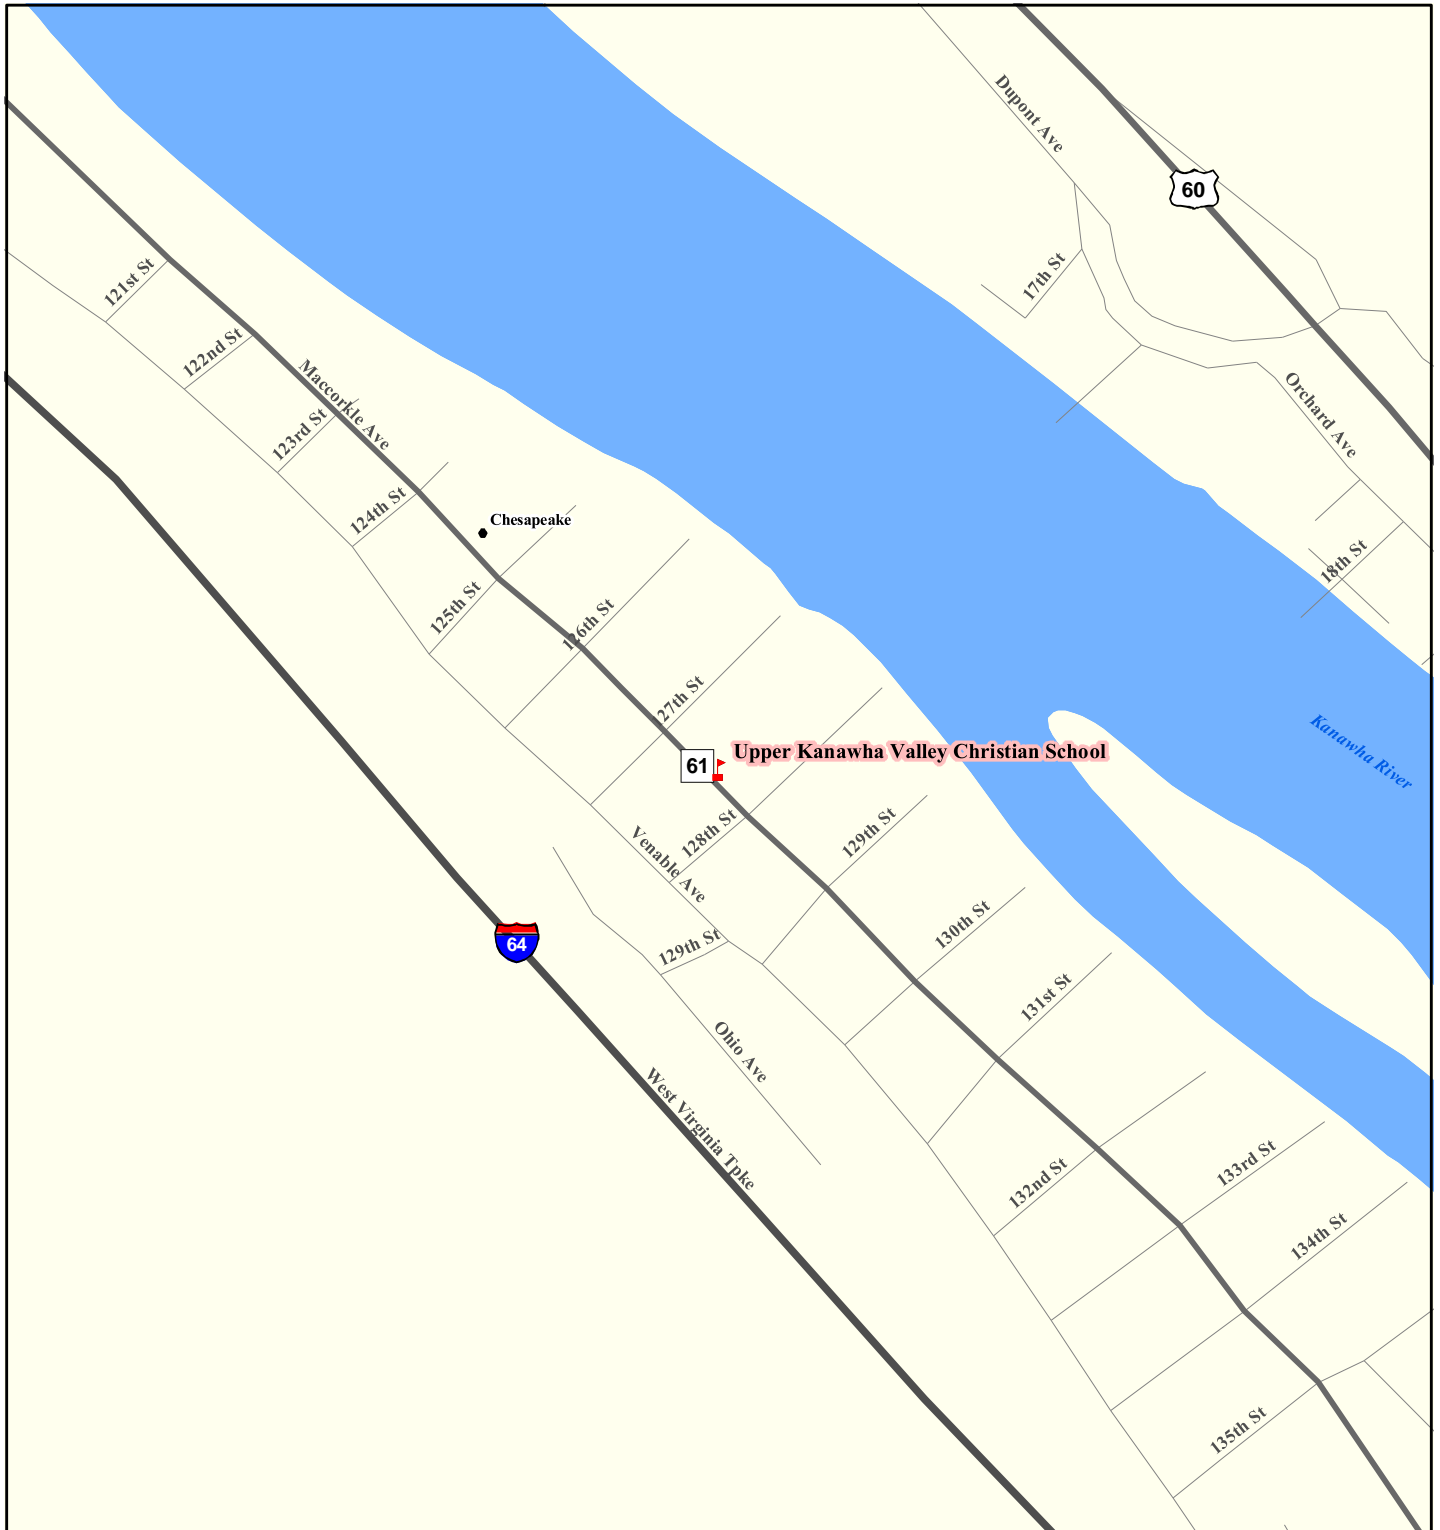 Dupont Ave
60
17th St
121st St
122nd St
Maccorkle Ave
123rd St
Orchard Ave
124th St
Chesapeake
18th St
125th St
126th St
27th St
Kanawha River
61
Upper Kanawha Valley Christian School
128th St
129th St
Venable Ave
130th St
64
129th St
131st St
Ohio Ave
West Virginia Tpke
132nd St
133rd St
134th St
135th St